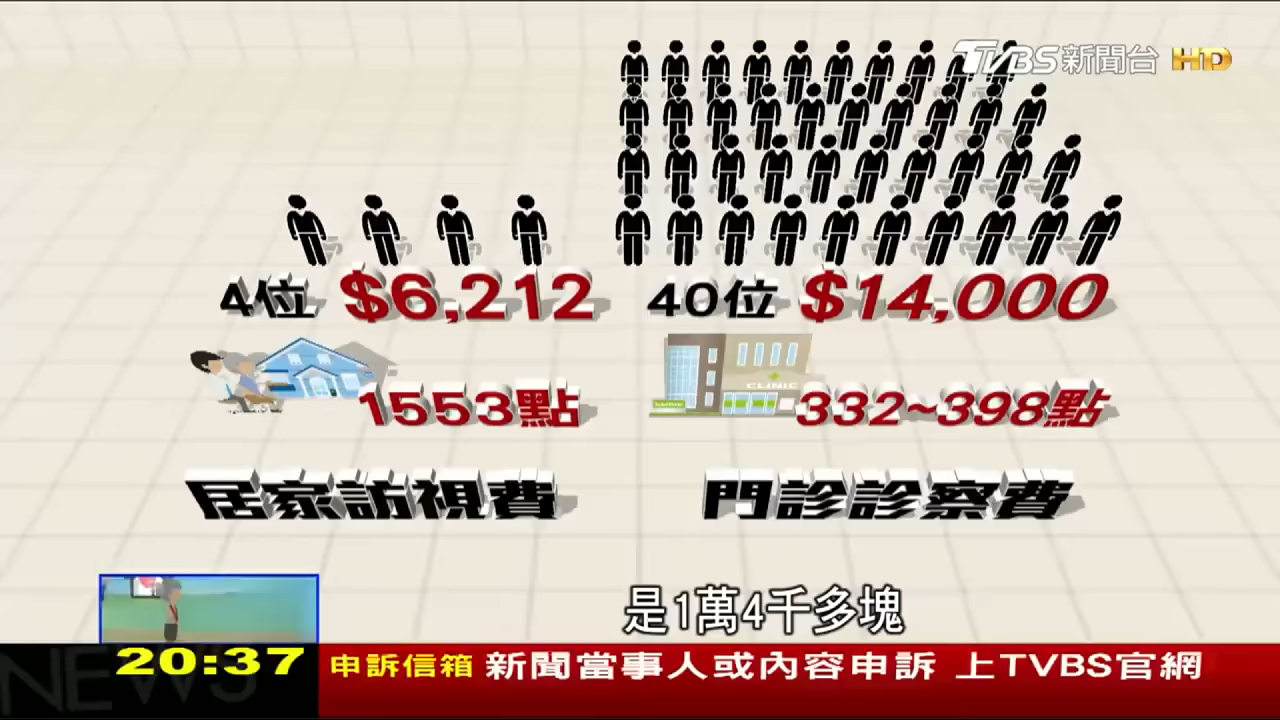 TVBS新聞台 HD
4位 $6,212
40位 $14,000
CLINIC
1553點
332~398點
居家訪視費
門診診察費
是1萬4千多塊
NEWS
20:37
申訴信箱 新聞當事人或內容申訴 上TVBS官網